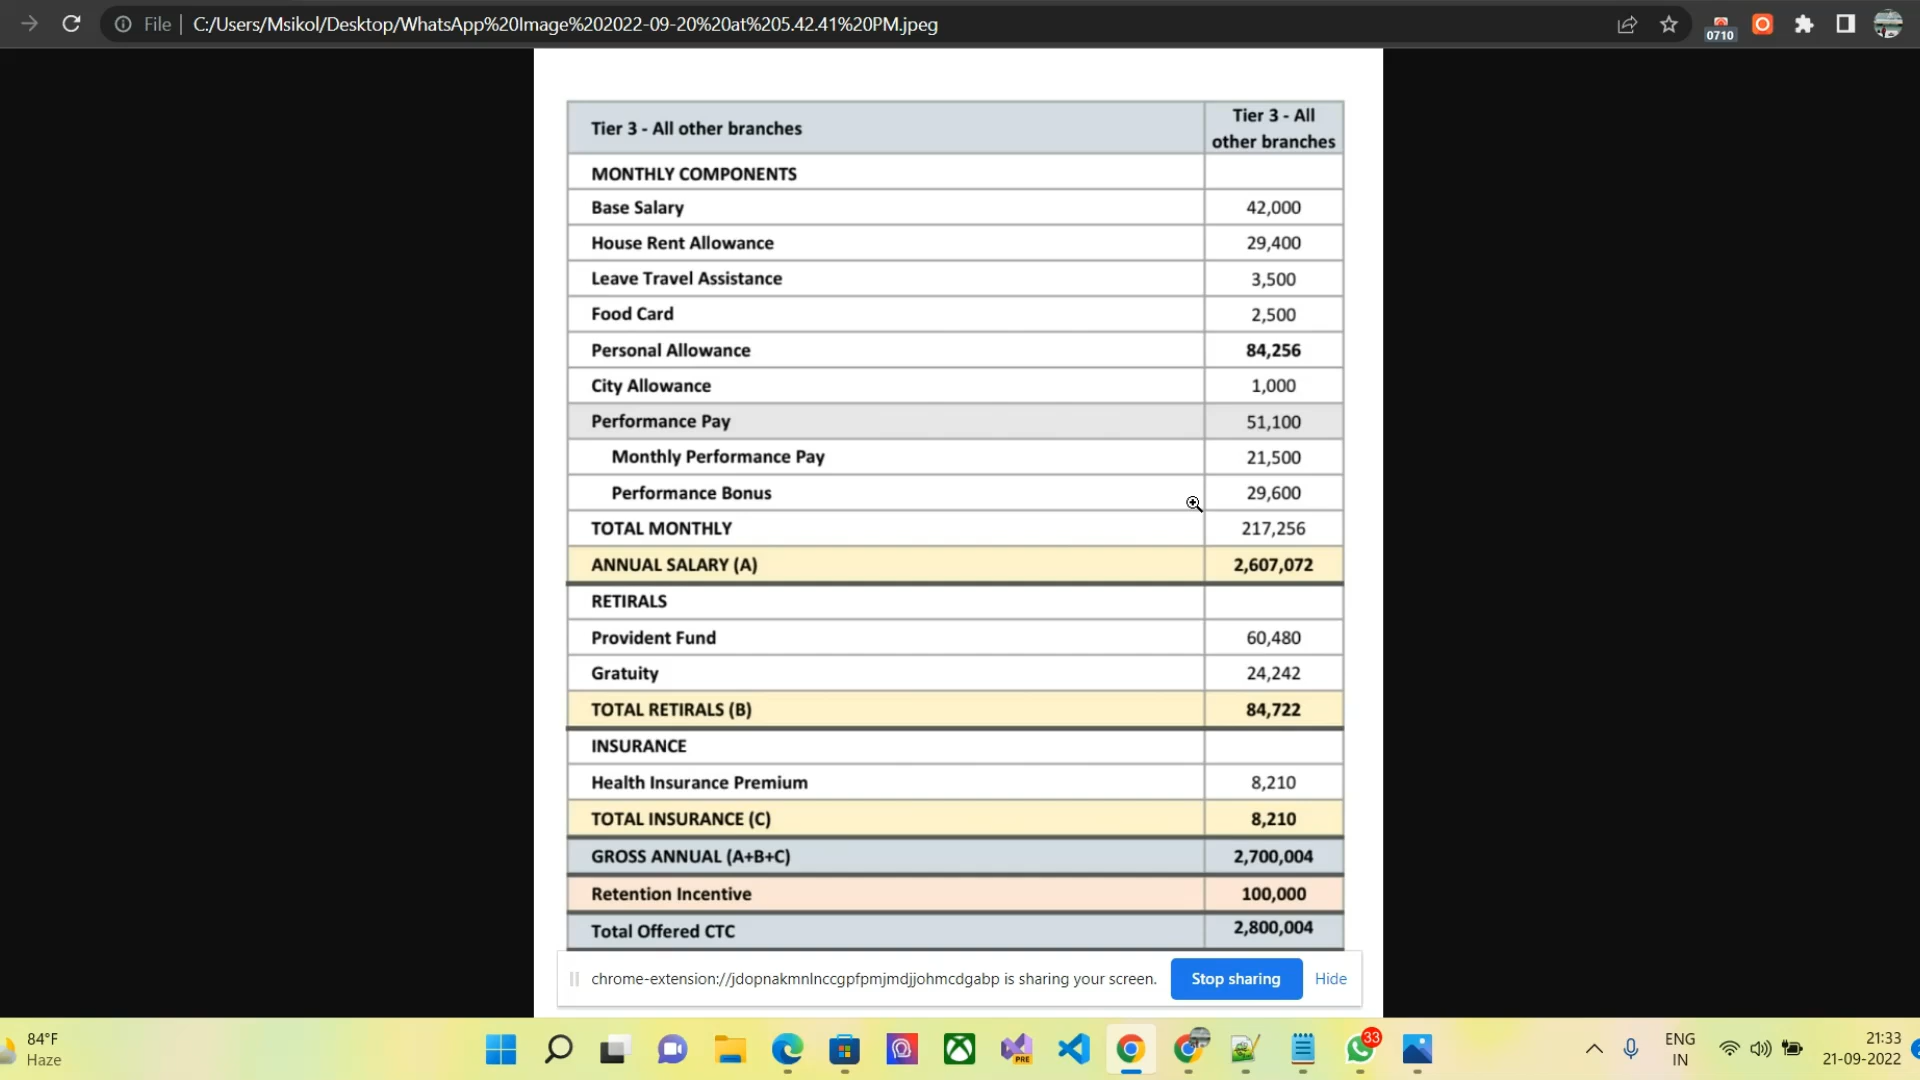 File | C:/Users/Msikol/Desktop/WhatsApp%20Image%202022-09-20%20at%205.42.41%20PM.jpeg
0710
Tier 3 - All other branches
Tier 3 - All
other branches
MONTHLY COMPONENTS
Base Salary 42,000
House Rent Allowance 29,400
Leave Travel Assistance 3,500
Food Card 2,500
Personal Allowance 84,256
City Allowance 1,000
Performance Pay 51,100
Monthly Performance Pay 21,500
Performance Bonus 29,600
TOTAL MONTHLY 217,256
ANNUAL SALARY (A) 2,607,072
RETIRALS
Provident Fund 60,480
Gratuity 24,242
TOTAL RETIRALS (B) 84,722
INSURANCE
Health Insurance Premium 8,210
TOTAL INSURANCE (C) 8,210
GROSS ANNUAL (A+B+C) 2,700,004
Retention Incentive 100,000
Total Offered CTC 2,800,004
chrome-extension://jdopnakmnlnccgpfpmjmdjjohmcdgabp is sharing your screen. Stop sharing Hide
84°F
Haze
PRE
33
ENG
IN
21:33
21-09-2022